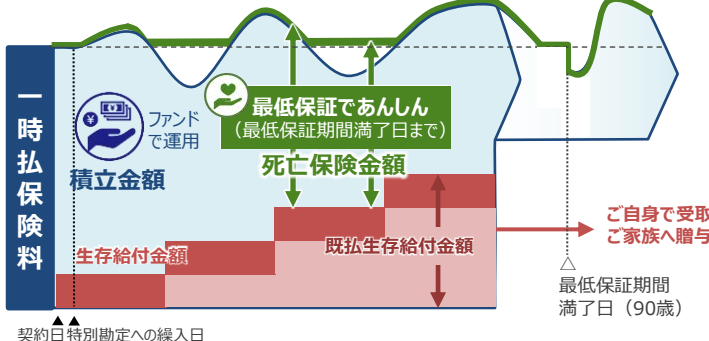 一時払保険料
ファンド
で運用
積立金額
最低保証であんしん
（最低保証期間満了日まで）
死亡保険金額
生存給付金額
既払生存給付金額
ご自身で受取
ご家族へ贈与
△
最低保証期間
満了日（90歳）
▲ ▲
契約日 特別勘定への繰入日